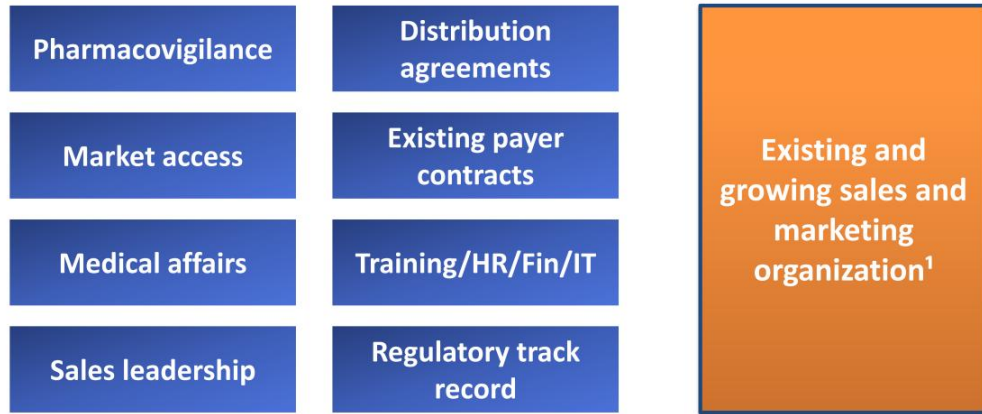 Pharmacovigilance
Distribution
agreements
Market access
Existing payer
contracts
Medical affairs
Training/HR/Fin/IT
Sales leadership
Regulatory track
record
Existing and
growing sales and
marketing
organization¹